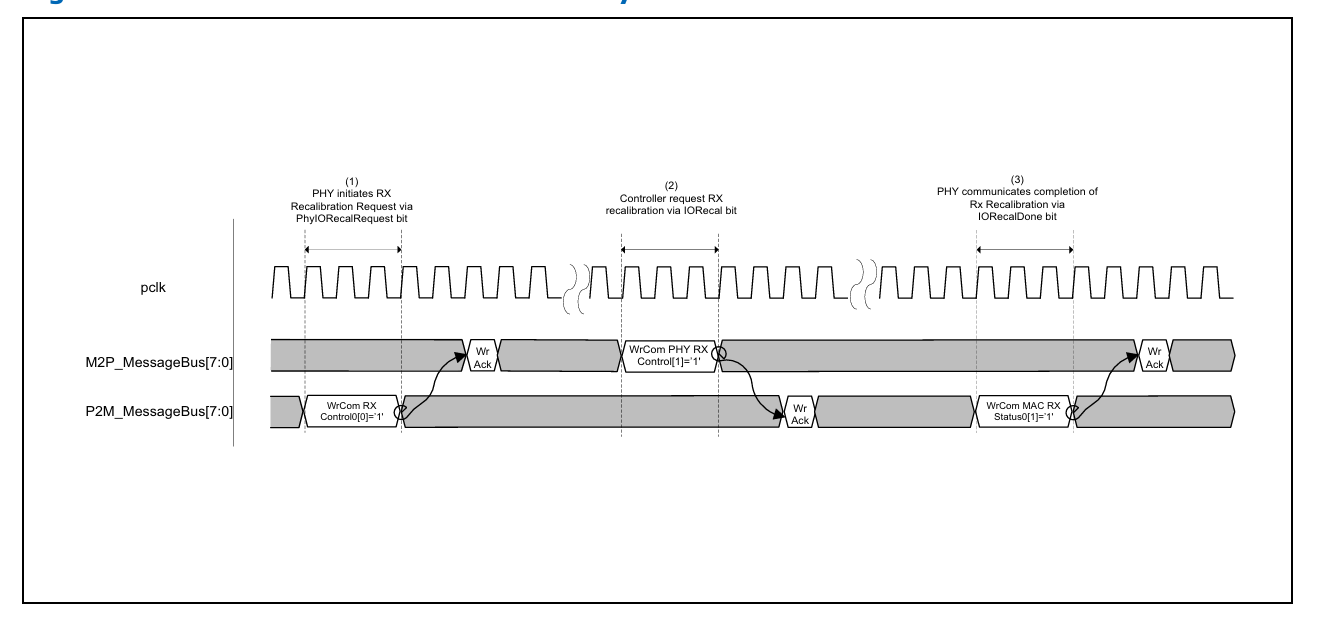 (1)
PHY initiates RX
Recalibration Request via
PhyIORecalRequest bit
(2)
Controller request RX
recalibration via IORecal bit
(3)
PHY communicates completion of
Rx Recalibration via
IORecalDone bit
pclk
M2P_MessageBus[7:0]
Wr
Ack
WrCom PHY RX
Control[1]='1'
Wr
Ack
P2M_MessageBus[7:0]
WrCom RX
Control0[0]='1'
Wr
Ack
WrCom MAC RX
Status0[1]='1'